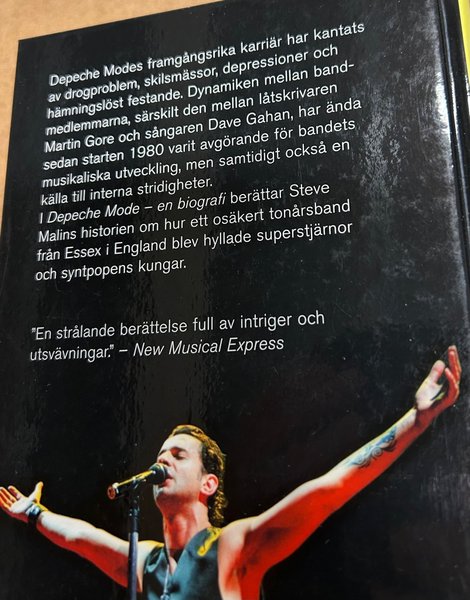 Depeche Modes framgångsrika karriär har kantats
av drogproblem, skilsmässor, depressioner och
hämningslöst festande. Dynamiken mellan band-
medlemmarna, särskilt den mellan låtskrivaren
Martin Gore och sångaren Dave Gahan, har ända
sedan starten 1980 varit avgörande för bandets
musikaliska utveckling, men samtidigt också en
källa till interna stridigheter.
I Depeche Mode – en biografi berättar Steve
Malins historien om hur ett osäkert tonårsband
från Essex i England blev hyllade superstjärnor
och syntpopens kungar.
"En strålande berättelse full av intriger och
utsvävningar." – New Musical Express